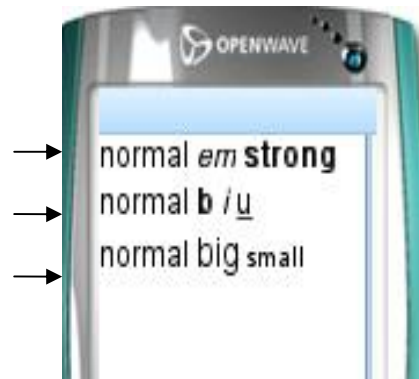 OPENWAVE
normal em strong
normal b i u
normal big small